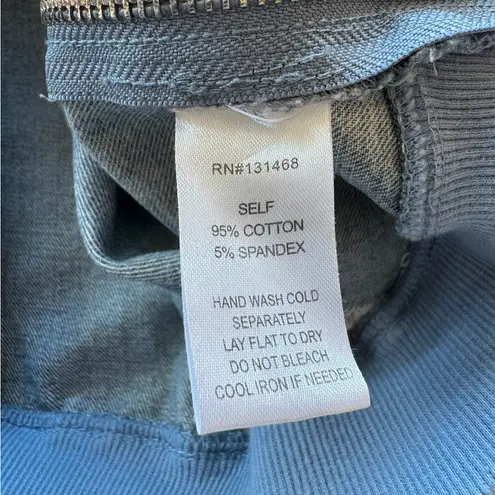 RN#131468
SELF
95% COTTON
5% SPANDEX
HAND WASH COLD
SEPARATELY
LAY FLAT TO DRY
DO NOT BLEACH
COOL IRON IF NEEDED